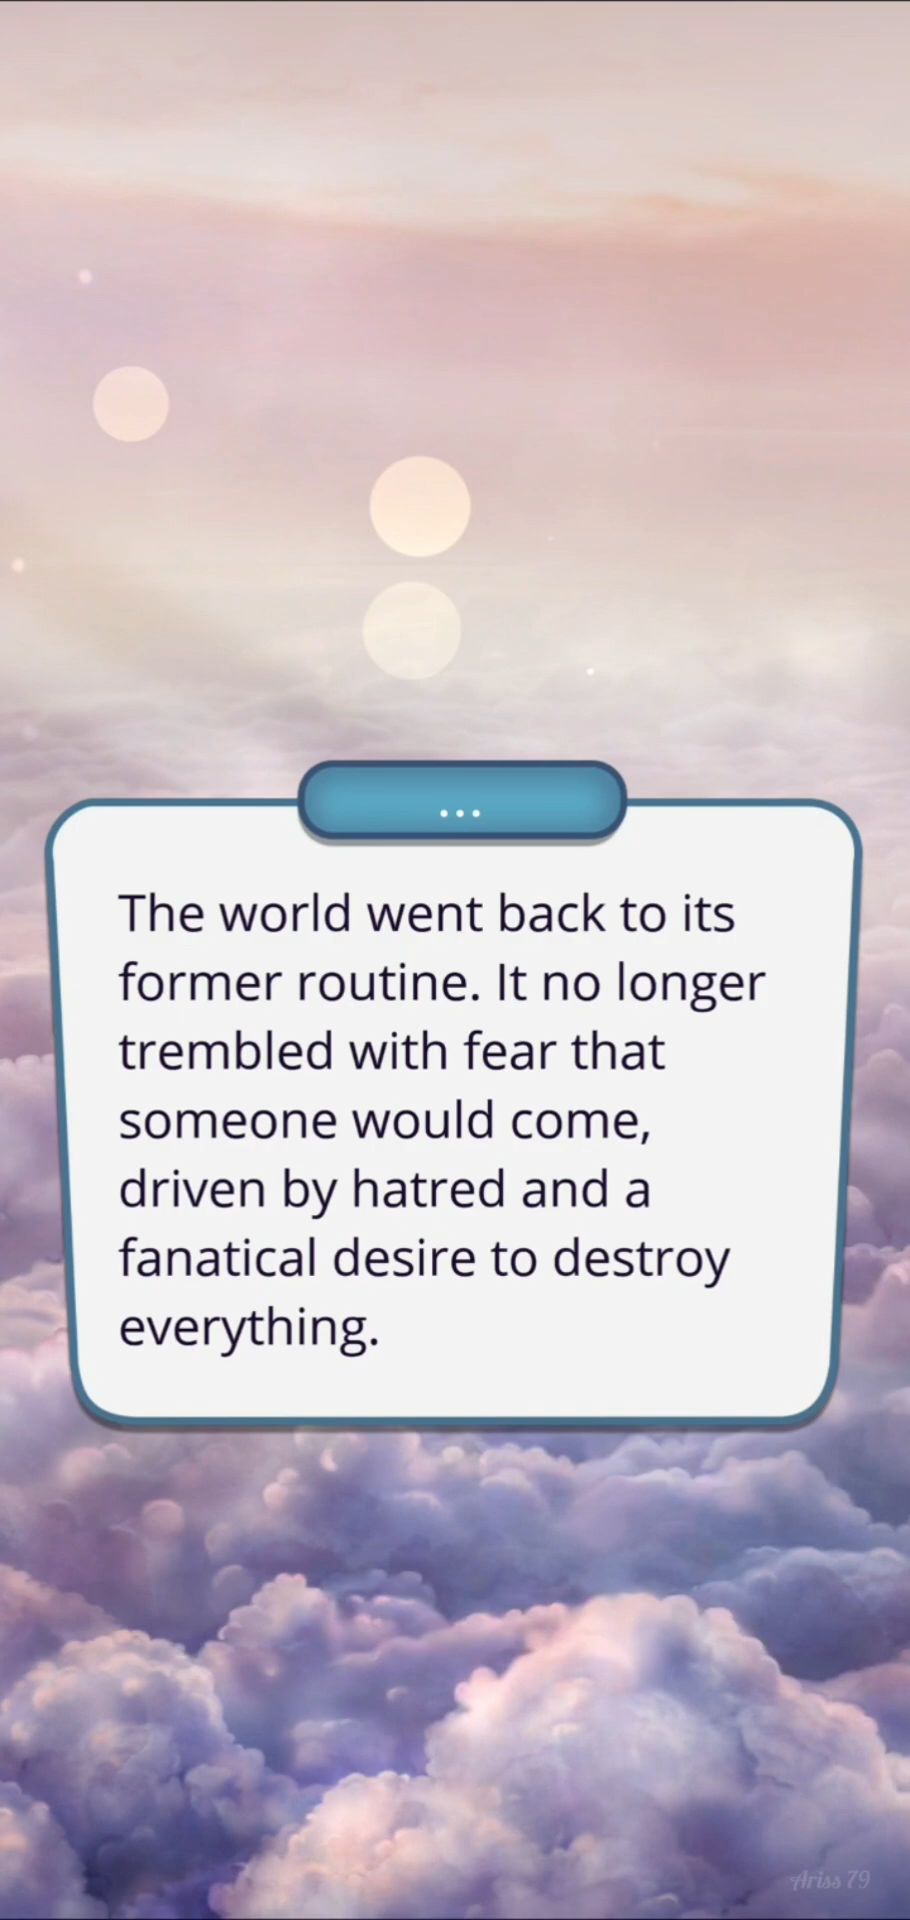 ...
The world went back to its
former routine. It no longer
trembled with fear that
someone would come,
driven by hatred and a
fanatical desire to destroy
everything.
Ariss 79